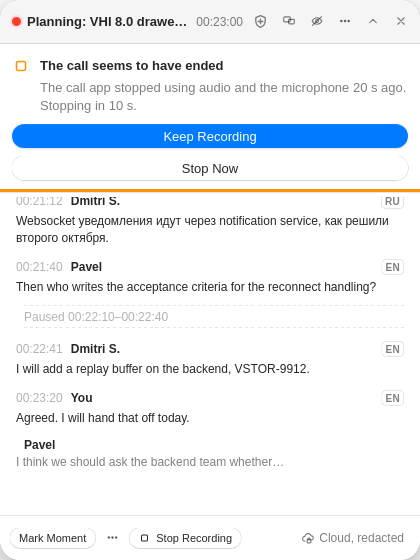 Planning: VHI 8.0 drawe… 00:23:00
The call seems to have ended
The call app stopped using audio and the microphone 20 s ago.
Stopping in 10 s.
Keep Recording
Stop Now
00:21:12 Dmitri S. RU
Websocket уведомления идут через notification service, как решили
второго октября.
00:21:40 Pavel EN
Then who writes the acceptance criteria for the reconnect handling?
Paused 00:22:10–00:22:40
00:22:41 Dmitri S. EN
I will add a replay buffer on the backend, VSTOR-9912.
00:23:20 You EN
Agreed. I will hand that off today.
Pavel
I think we should ask the backend team whether…
Mark Moment ••• Stop Recording Cloud, redacted